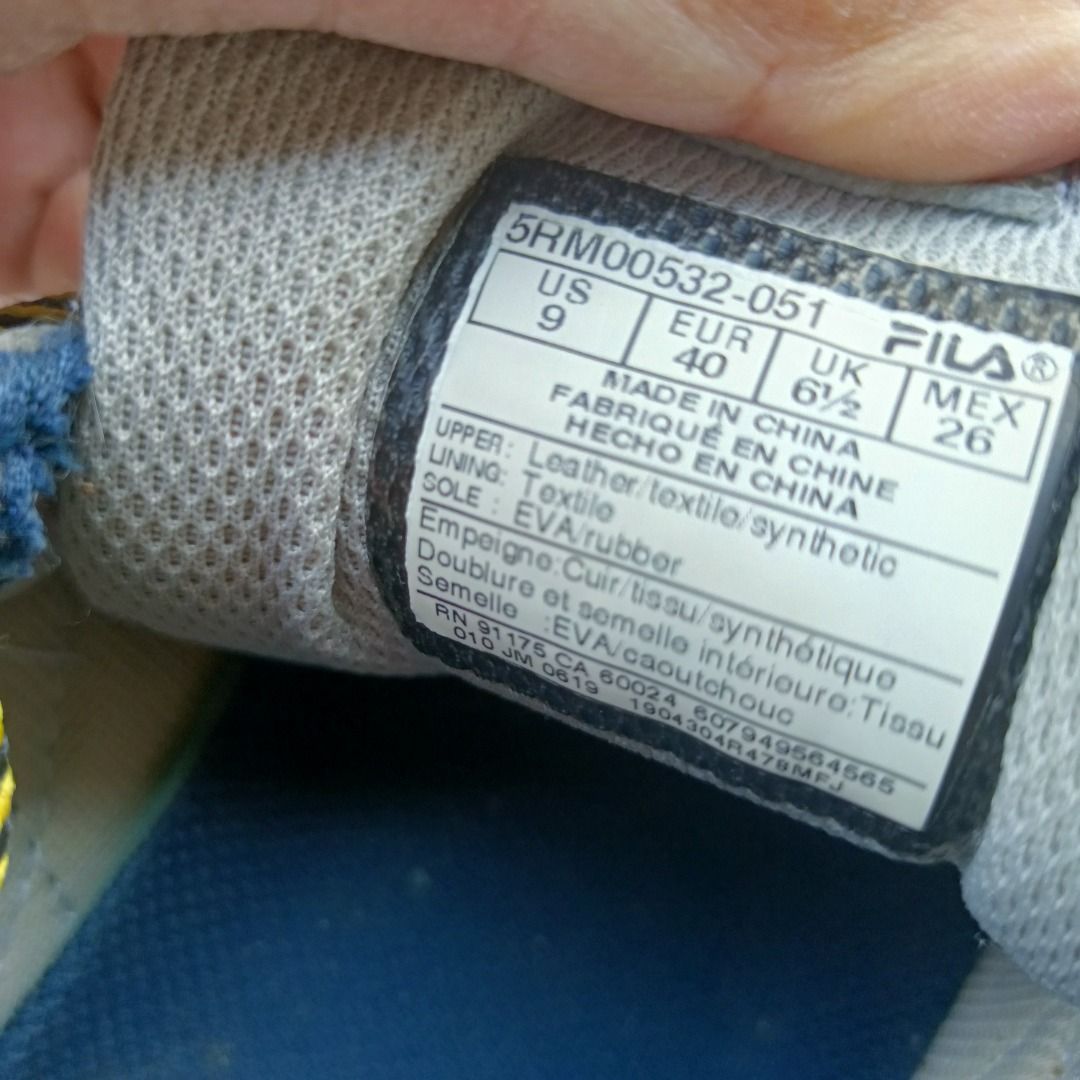 5RM00532-051 FILA®
US EUR UK MEX
9 40 6½ 26
MADE IN CHINA
FABRIQUÉ EN CHINE
HECHO EN CHINA
UPPER: Leather/textile/synthetic
LINING: Textile
SOLE: EVA/rubber
Empeigne:Cuir/tissu/synthétique
Doublure et semelle intérieure:Tissu
Semelle :EVA/caoutchouc
RN 91175 CA 60024 607949564565
010 JM 0619 1904304R478MFJ